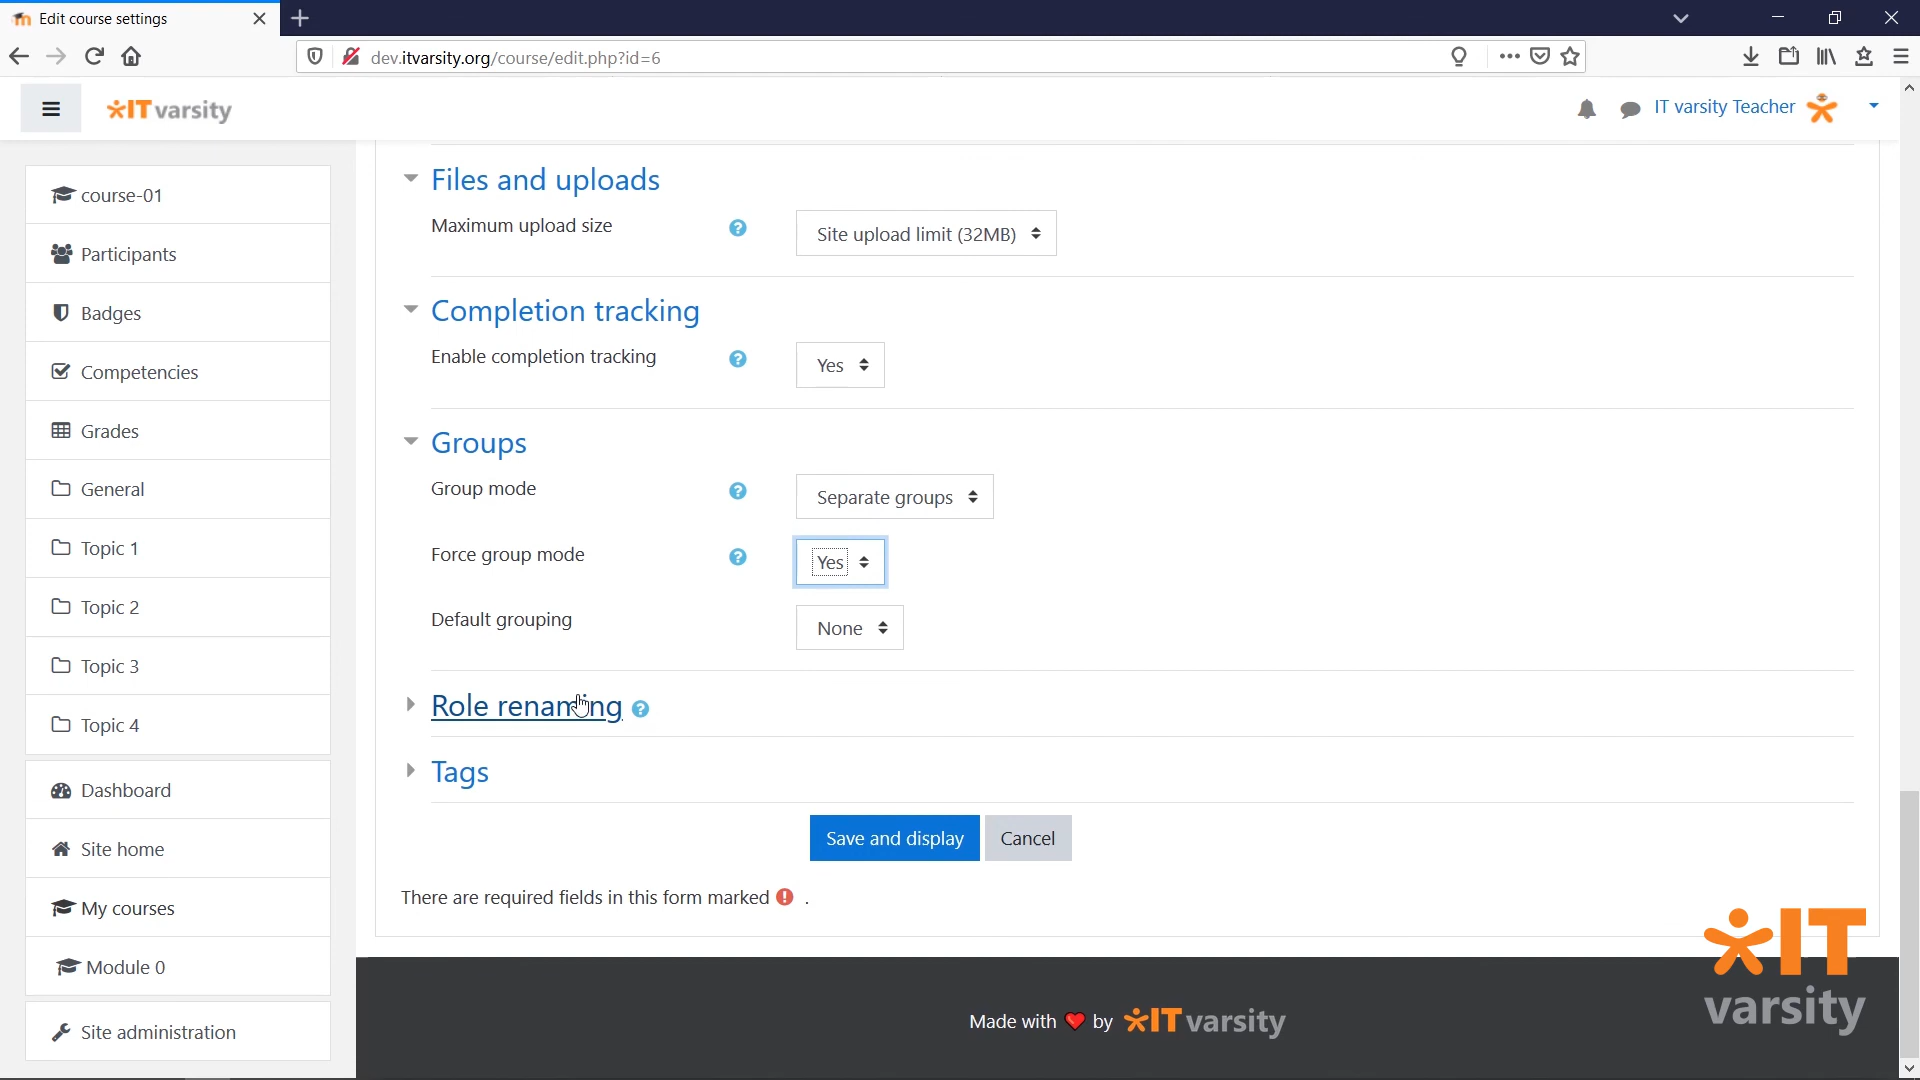 Edit course settings
dev.itvarsity.org/course/edit.php?id=6
IT varsity
IT varsity Teacher
course-01
Participants
Badges
Competencies
Grades
General
Topic 1
Topic 2
Topic 3
Topic 4
Dashboard
Site home
My courses
Module 0
Site administration
Files and uploads
Maximum upload size
Site upload limit (32MB)
Completion tracking
Enable completion tracking
Yes
Groups
Group mode
Separate groups
Force group mode
Yes
Default grouping
None
Role renaming
Tags
Save and display
Cancel
There are required fields in this form marked .
Made with by IT varsity
IT
varsity